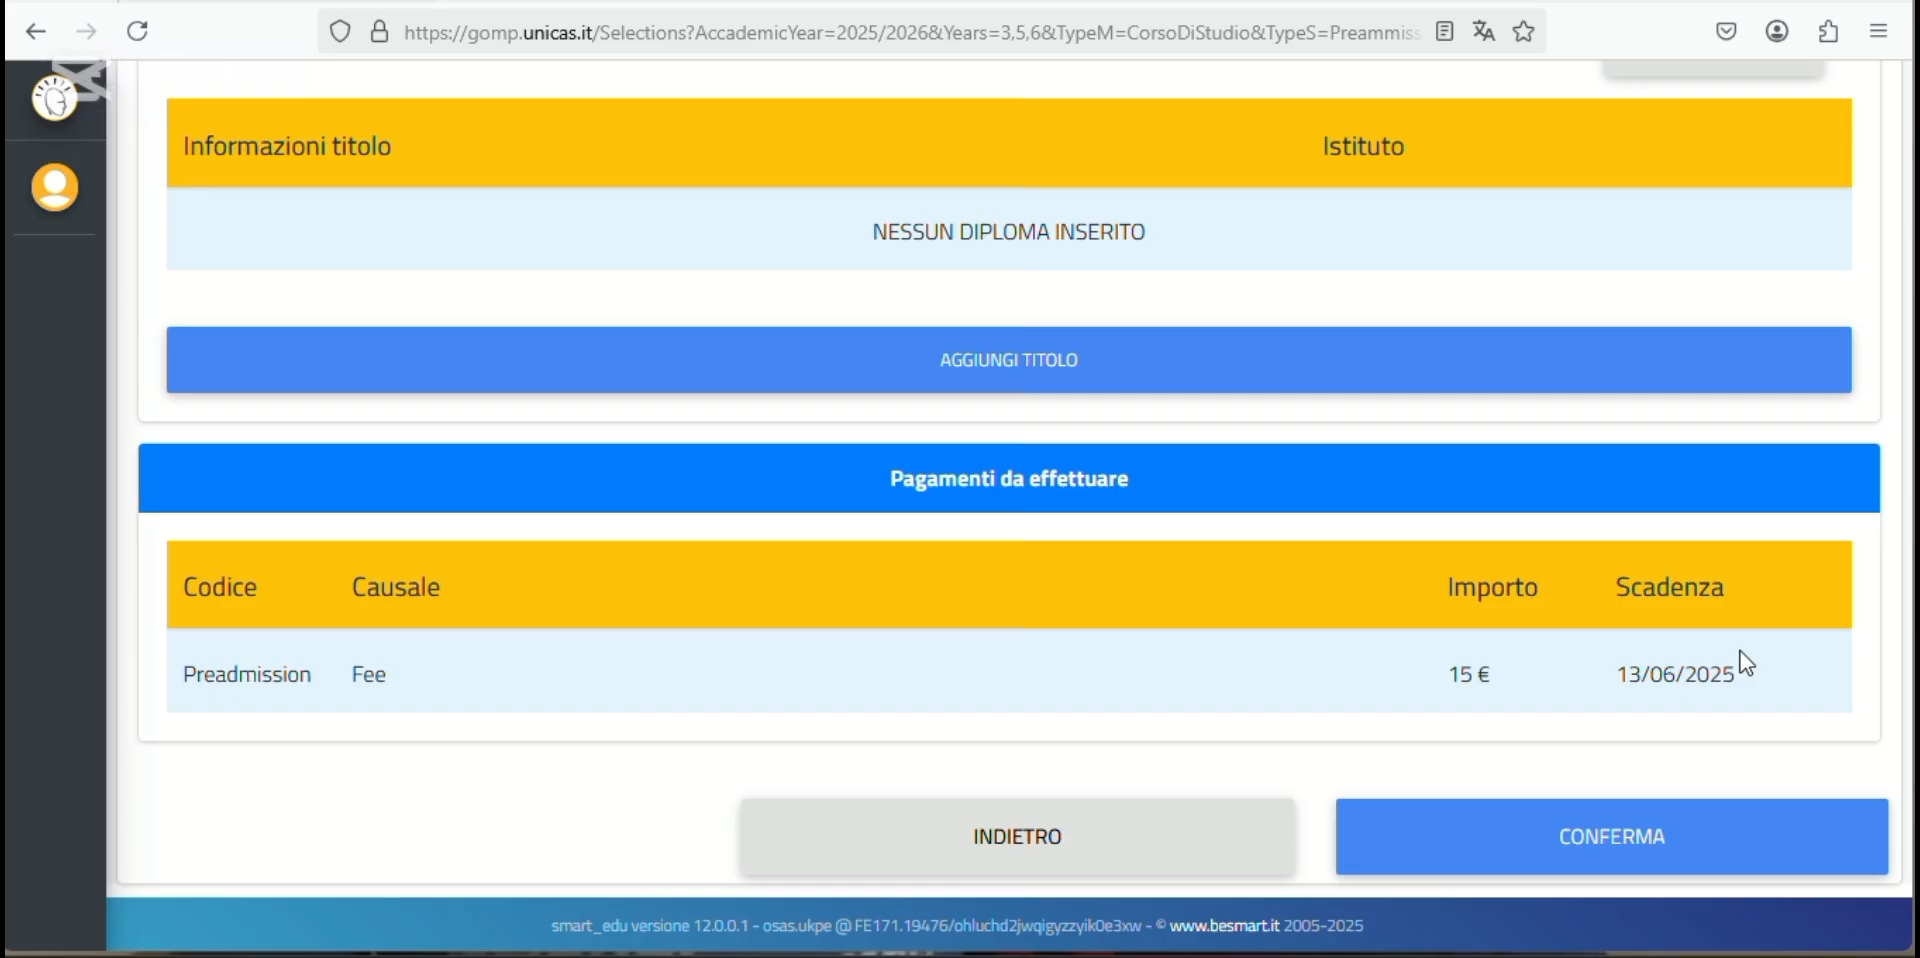 https://gomp.unicas.it/Selections?AccademicYear=2025/2026&Years=3,5,6&TypeM=CorsoDiStudio&TypeS=Preammiss
Informazioni titolo Istituto
NESSUN DIPLOMA INSERITO
AGGIUNGI TITOLO
Pagamenti da effettuare
Codice Causale Importo Scadenza
Preadmission Fee 15 € 13/06/2025
INDIETRO CONFERMA
smart_edu versione 12.0.0.1 - osas.ukpe @ FE171.19476/ohluchd2jwqigyzzyik0e3xw - © www.besmart.it 2005-2025